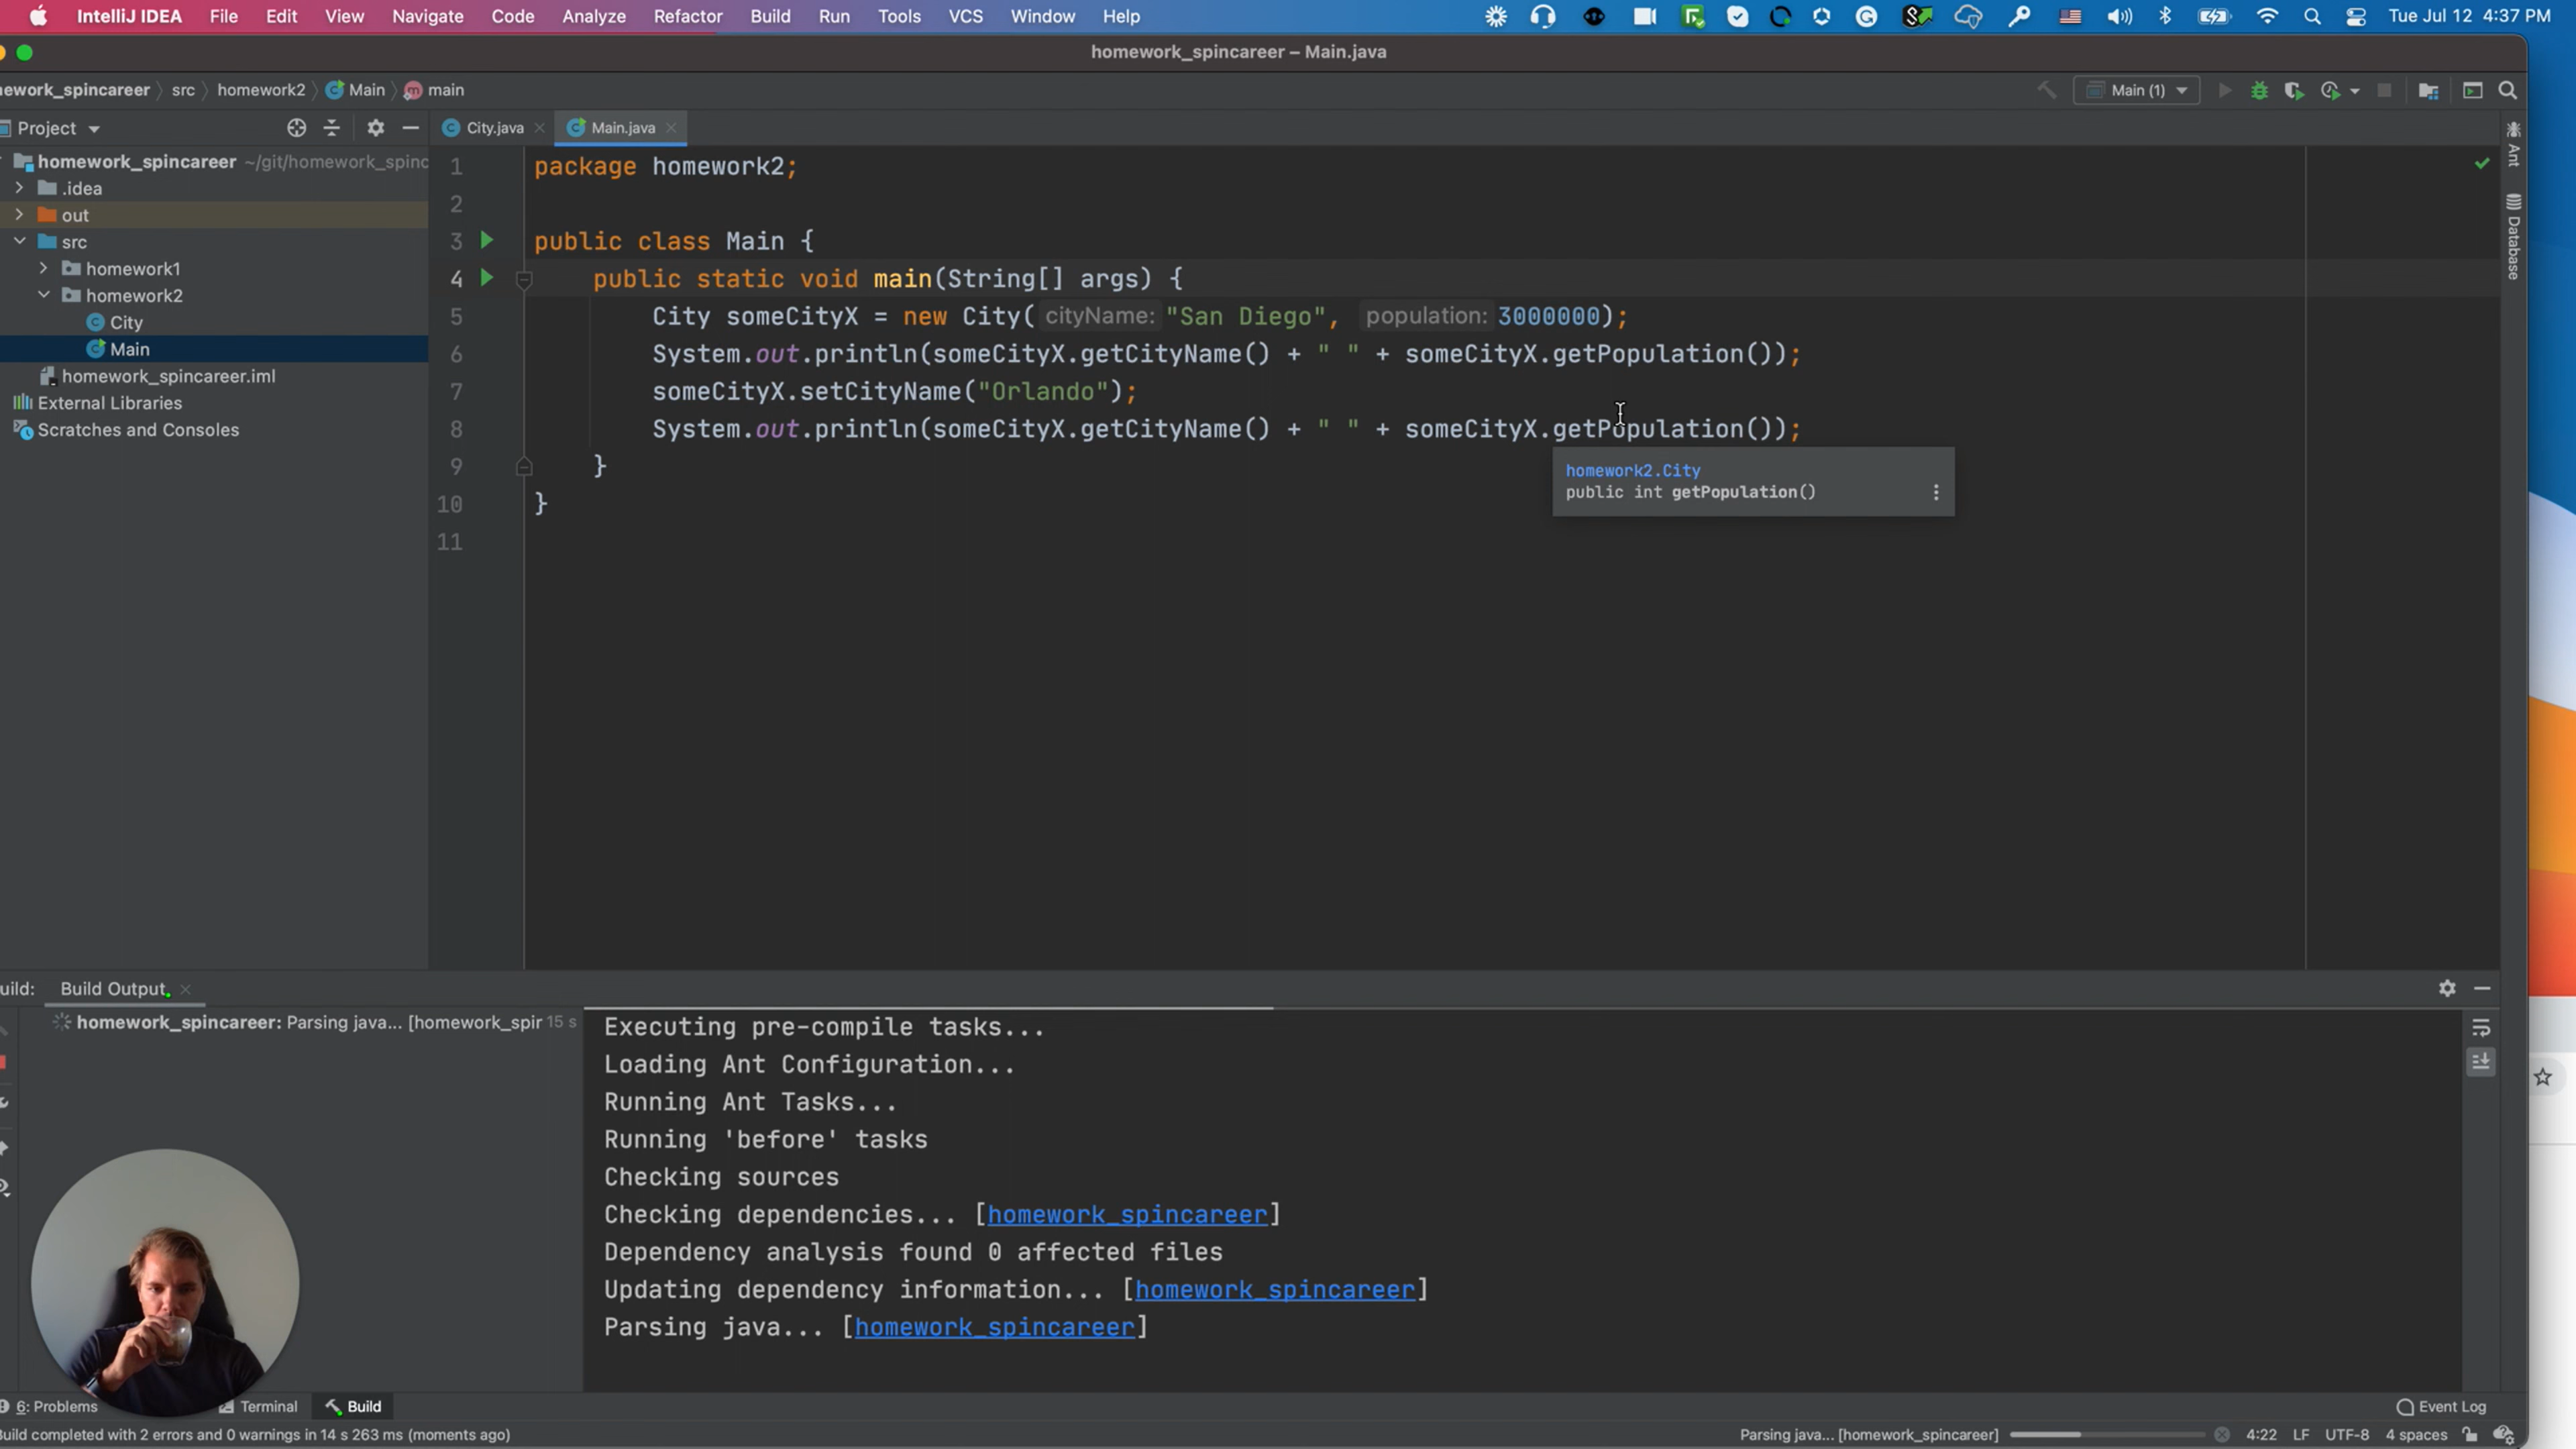 IntelliJ IDEA File Edit View Navigate Code Analyze Refactor Build Run Tools VCS Window Help Tue Jul 12 4:37 PM
homework_spincareer – Main.java
ework_spincareer src homework2 Main main Main (1)
Project City.java Main.java
homework_spincareer ~/git/homework_spinc
.idea
out
src
homework1
homework2
City
Main
homework_spincareer.iml
External Libraries
Scratches and Consoles
1 package homework2;
2
3 public class Main {
4 public static void main(String[] args) {
5 City someCityX = new City( cityName: "San Diego", population: 3000000);
6 System.out.println(someCityX.getCityName() + " " + someCityX.getPopulation());
7 someCityX.setCityName("Orlando");
8 System.out.println(someCityX.getCityName() + " " + someCityX.getPopulation());
9 }
10 }
11
homework2.City
public int getPopulation()
Ant
Database
uild: Build Output
homework_spincareer: Parsing java... [homework_spir 15 s
Executing pre-compile tasks...
Loading Ant Configuration...
Running Ant Tasks...
Running 'before' tasks
Checking sources
Checking dependencies... [homework_spincareer]
Dependency analysis found 0 affected files
Updating dependency information... [homework_spincareer]
Parsing java... [homework_spincareer]
6: Problems Terminal Build Event Log
Build completed with 2 errors and 0 warnings in 14 s 263 ms (moments ago) Parsing java... [homework_spincareer] 4:22 LF UTF-8 4 spaces